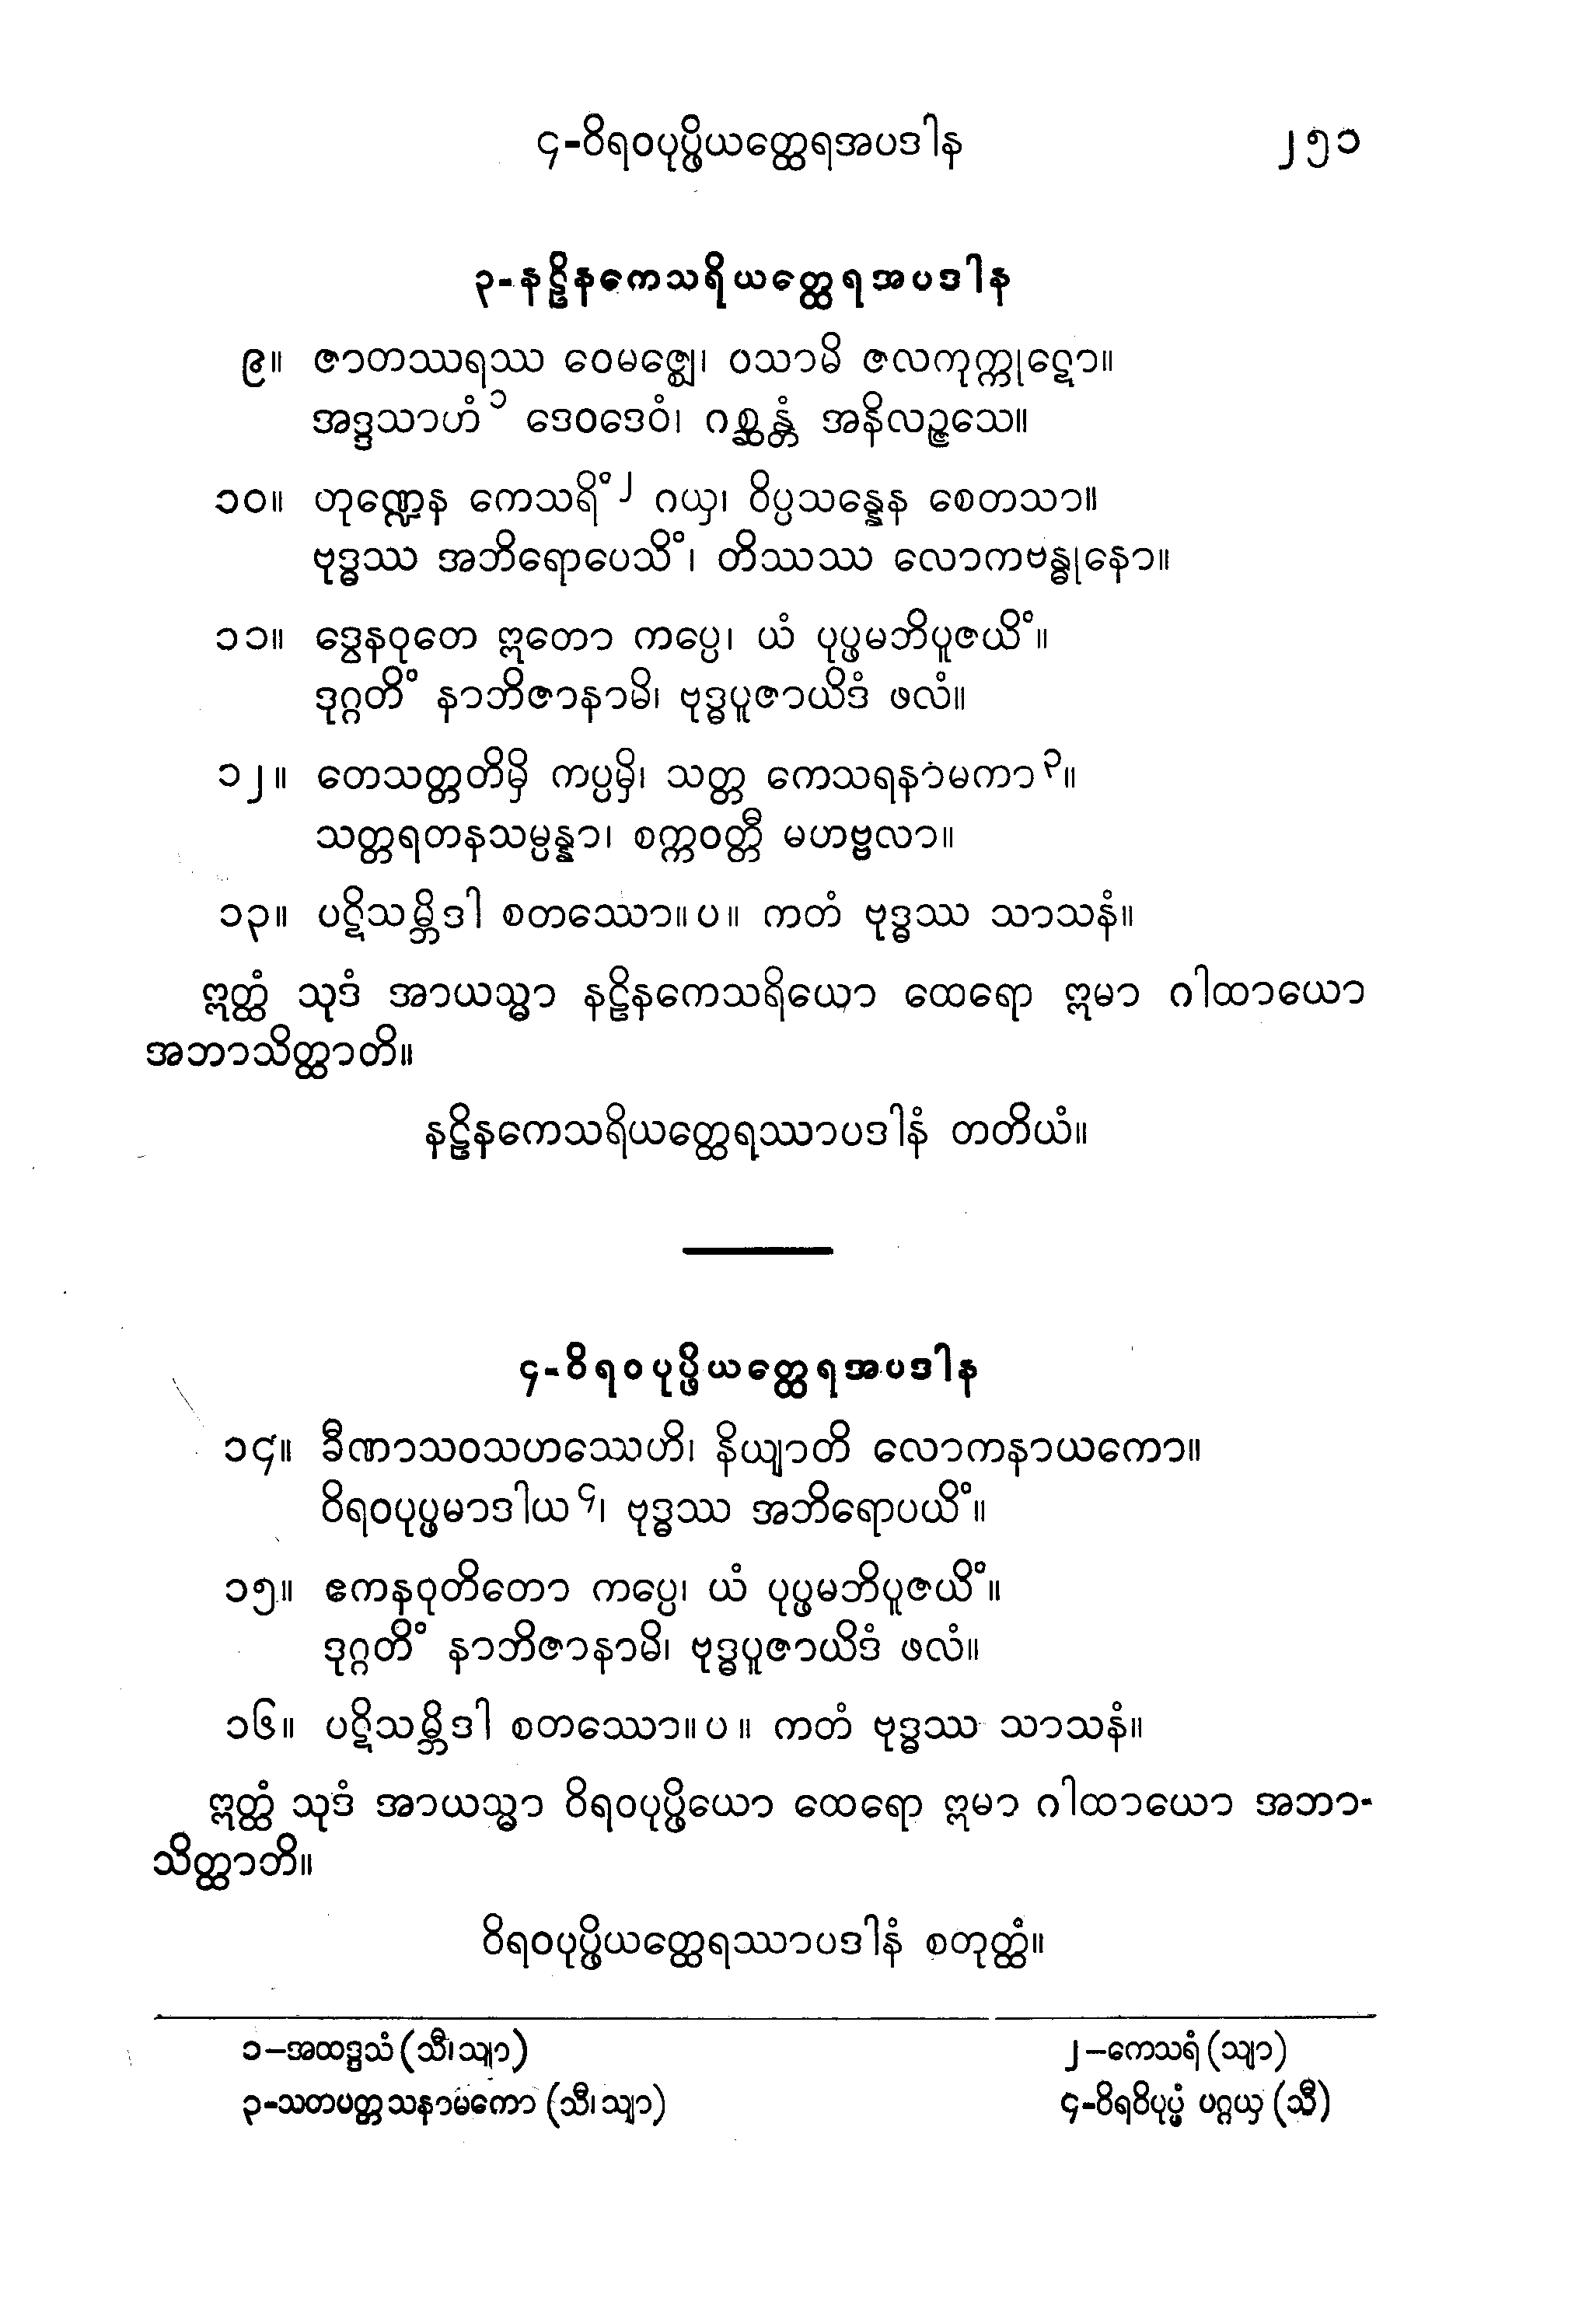 ၄-ဝိရဝပုပ္ဖိယတ္ထေရအပဒါန ၂၅၁
၃-နဠိနကေသရိယတ္ထေရအပဒါန
၉။ ဇာတဿရဿ ဝေမဇ္ဈေ၊ ဝသာမိ ဇလကုက္ကုဋော။
အဒ္ဒသာဟံ ၁ ဒေဝဒေဝံ၊ ဂစ္ဆန္တံ အနိလဉ္ဇသေ။
၁၀။ တုဏ္ဍေန ကေသရိံ ၂ ဂယှ၊ ဝိပ္ပသန္နေန စေတသာ။
ဗုဒ္ဓဿ အဘိရောပေသိံ၊ တိဿဿ လောကဗန္ဓုနော။
၁၁။ ဒွေနဝုတေ ဣတော ကပ္ပေ၊ ယံ ပုပ္ဖမဘိပူဇယိံ။
ဒုဂ္ဂတိံ နာဘိဇာနာမိ၊ ဗုဒ္ဓပူဇာယိဒံ ဖလံ။
၁၂။ တေသတ္တတိမှိ ကပ္ပမှိ၊ သတ္တ ကေသရနာမကာ ၃။
သတ္တရတနသမ္ပန္နာ၊ စက္ကဝတ္တီ မဟဗ္ဗလာ။
၁၃။ ပဋိသမ္ဘိဒါ စတဿော။ပ။ ကတံ ဗုဒ္ဓဿ သာသနံ။
ဣတ္ထံ သုဒံ အာယသ္မာ နဠိနကေသရိယော ထေရော ဣမာ ဂါထာယော
အဘာသိတ္ထာတိ။
နဠိနကေသရိယတ္ထေရဿာပဒါနံ တတိယံ။
၄-ဝိရဝပုပ္ဖိယတ္ထေရအပဒါန
၁၄။ ခီဏာသဝသဟဿေဟိ၊ နိယျာတိ လောကနာယကော။
ဝိရဝပုပ္ဖမာဒါယ ၄၊ ဗုဒ္ဓဿ အဘိရောပယိံ။
၁၅။ ဧကနဝုတိတော ကပ္ပေ၊ ယံ ပုပ္ဖမဘိပူဇယိံ။
ဒုဂ္ဂတိံ နာဘိဇာနာမိ၊ ဗုဒ္ဓပူဇာယိဒံ ဖလံ။
၁၆။ ပဋိသမ္ဘိဒါ စတဿော။ပ။ ကတံ ဗုဒ္ဓဿ သာသနံ။
ဣတ္ထံ သုဒံ အာယသ္မာ ဝိရဝပုပ္ဖိယော ထေရော ဣမာ ဂါထာယော အဘာ-
သိတ္ထာတိ။
ဝိရဝပုပ္ဖိယတ္ထေရဿာပဒါနံ စတုတ္ထံ။
၁-အထဒ္ဒသံ (သီ၊သျာ) ၂-ကေသရံ (သျာ)
၃-သတပတ္တသနာမကော (သီ၊သျာ) ၄-ဝိရဝိပုပ္ဖံ ပဂ္ဂယှ (သီ)